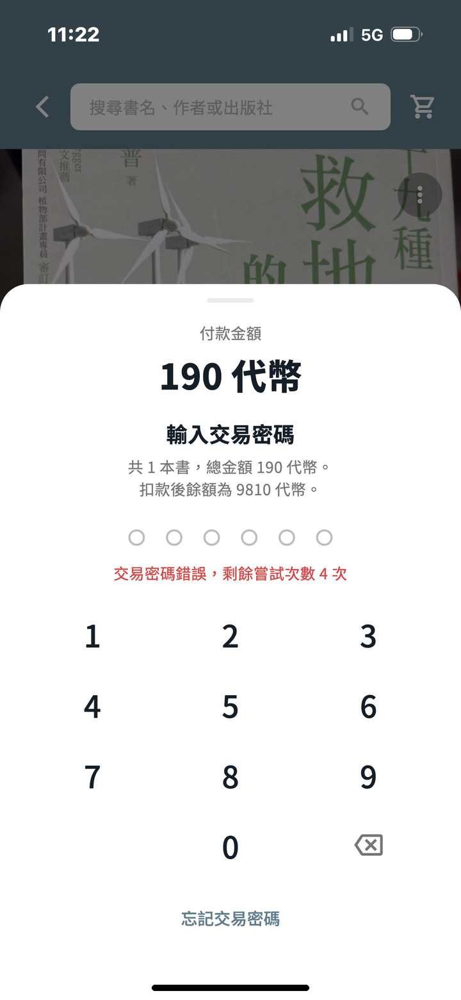 11:22
5G
搜尋書名、作者或出版社
問有限公司 植物部計畫專員 審訂
文推薦
普 著
救地
的
九種
付款金額
190 代幣
輸入交易密碼
共 1 本書，總金額 190 代幣。
扣款後餘額為 9810 代幣。
交易密碼錯誤，剩餘嘗試次數 4 次
1 2 3
4 5 6
7 8 9
0
忘記交易密碼